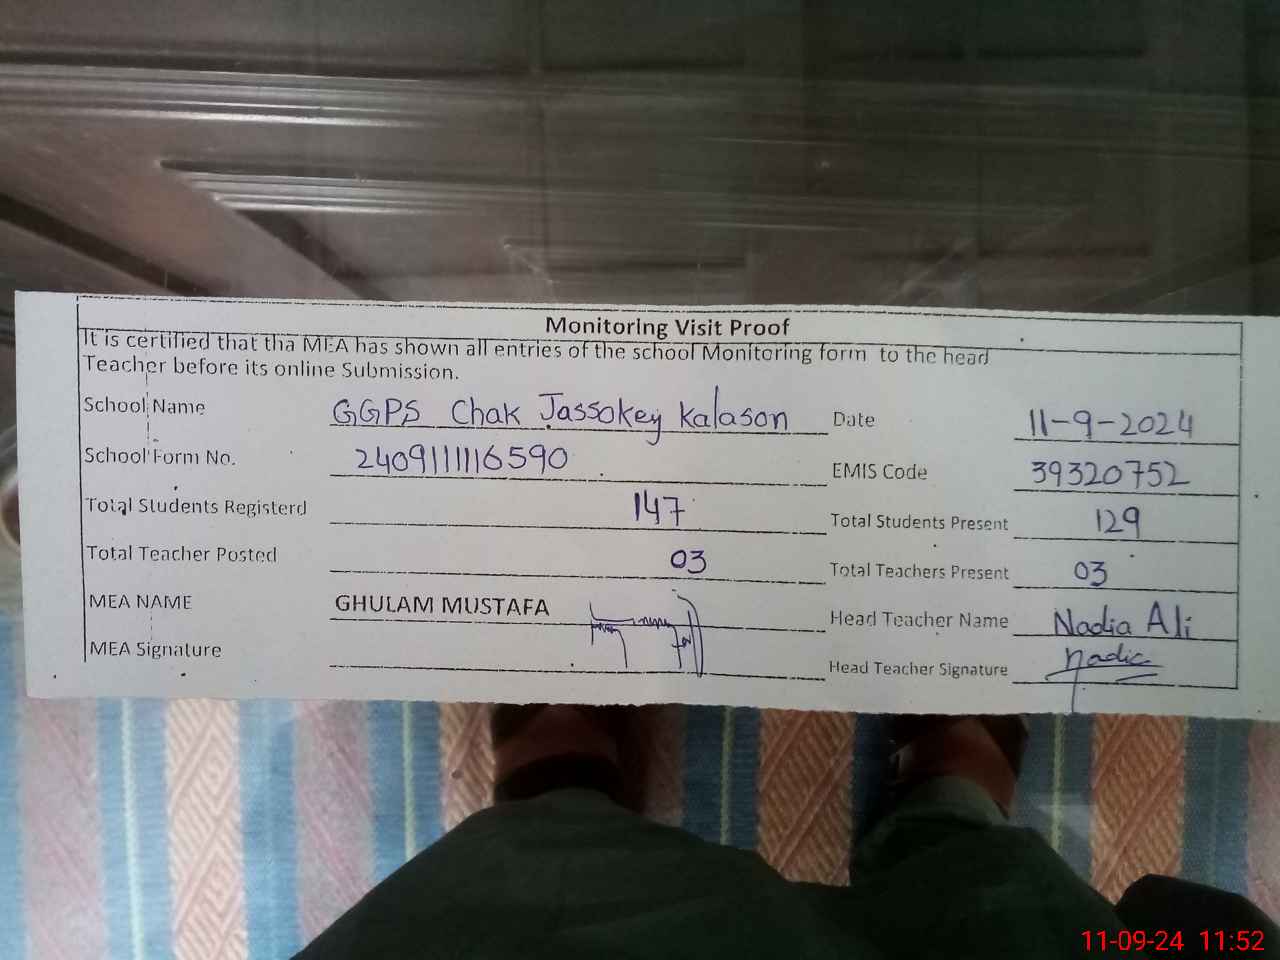 Monitoring Visit Proof
It is certified that tha MEA has shown all entries of the school Monitoring form to the head
Teacher before its online Submission.
School Name GGPS Chak Jassokey Kalason Date 11-9-2024
School Form No. 2409111116590 EMIS Code 39320752
Total Students Registerd 147 Total Students Present 129
Total Teacher Posted 03 Total Teachers Present 03
MEA NAME GHULAM MUSTAFA Head Teacher Name Nadia Ali
MEA Signature Head Teacher Signature Nadia
11-09-24 11:52